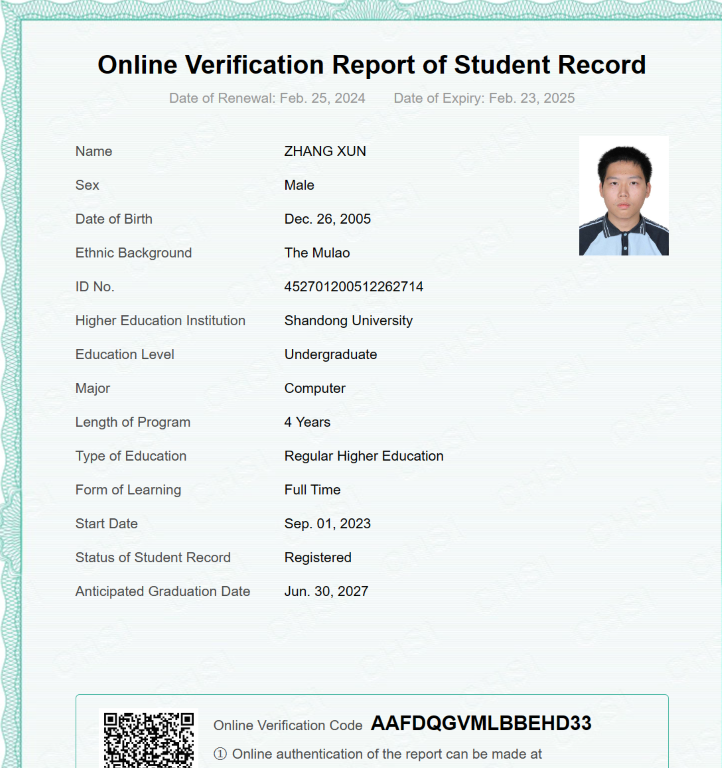 Online Verification Report of Student Record
Date of Renewal: Feb. 25, 2024 Date of Expiry: Feb. 23, 2025
Name ZHANG XUN
Sex Male
Date of Birth Dec. 26, 2005
Ethnic Background The Mulao
ID No. 452701200512262714
Higher Education Institution Shandong University
Education Level Undergraduate
Major Computer
Length of Program 4 Years
Type of Education Regular Higher Education
Form of Learning Full Time
Start Date Sep. 01, 2023
Status of Student Record Registered
Anticipated Graduation Date Jun. 30, 2027
Online Verification Code AAFDQGVMLBBEHD33
① Online authentication of the report can be made at